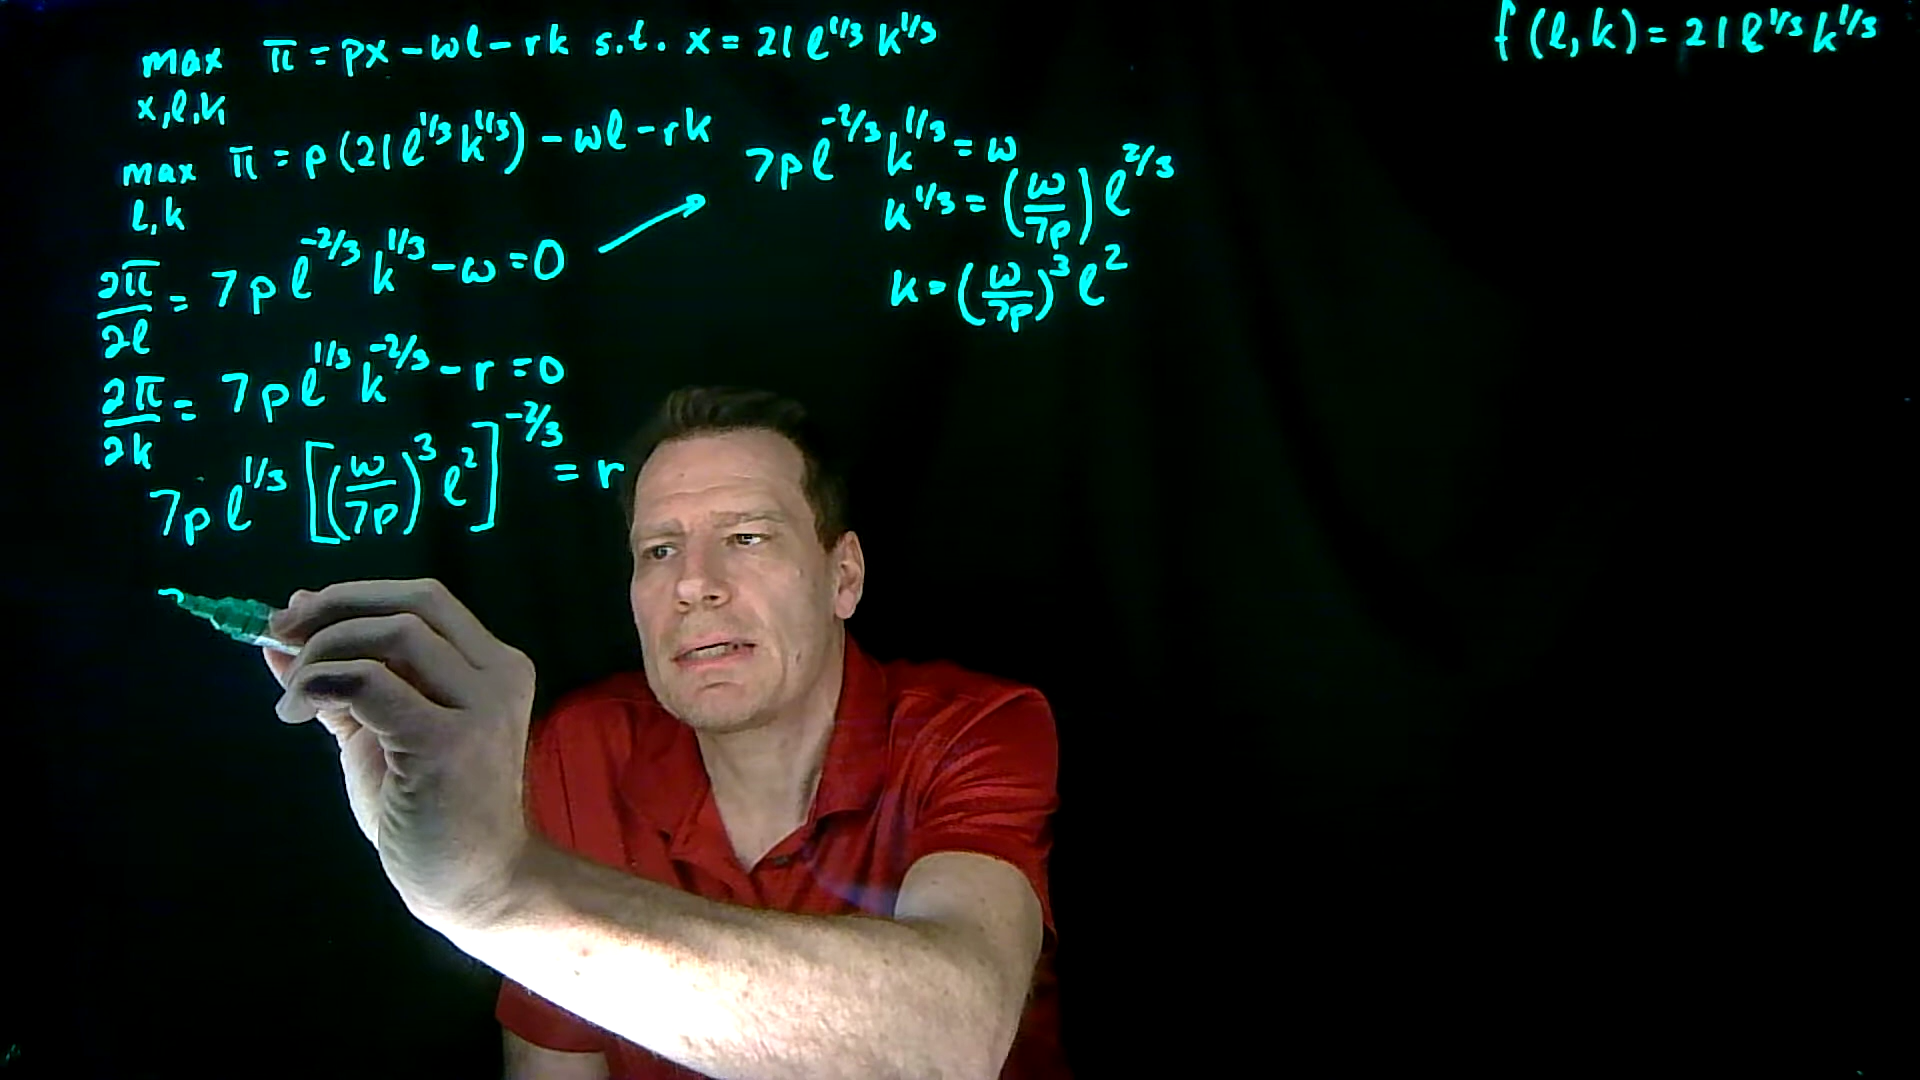 max π = px - wl - rk s.t. x = 21 l^{1/3} k^{1/3}
x,l,k
max π = p(21 l^{1/3} k^{1/3}) - wl - rk
l,k
∂π/∂l = 7p l^{-2/3} k^{1/3} - w = 0
∂π/∂k = 7p l^{1/3} k^{-2/3} - r = 0
7p l^{1/3} [(w/7p)^3 l^2]^{-2/3} = r
7p l^{-2/3} k^{1/3} = w
k^{1/3} = (w/7p) l^{2/3}
k = (w/7p)^3 l^2
f(l,k) = 21 l^{1/3} k^{1/3}